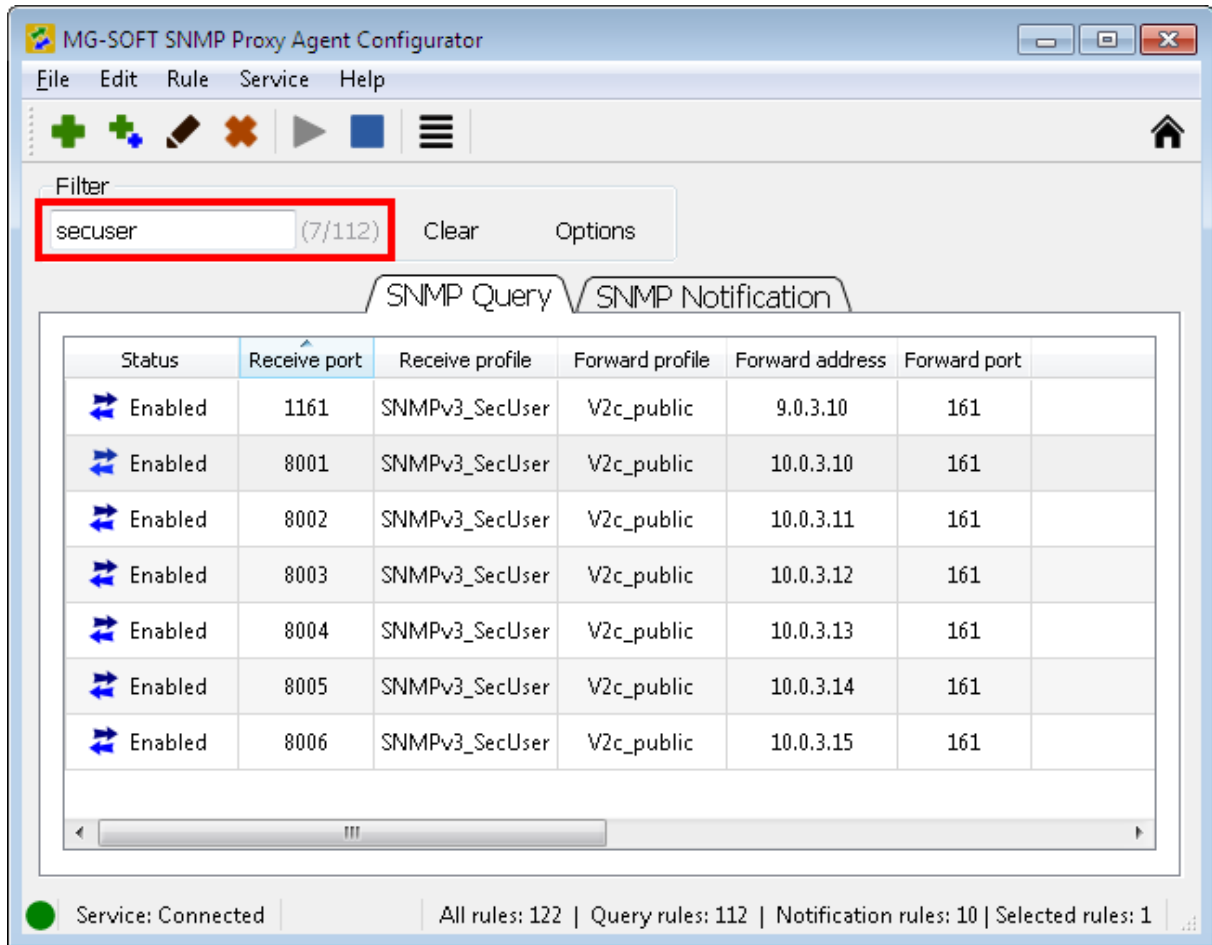 MG-SOFT SNMP Proxy Agent Configurator
File Edit Rule Service Help
Filter
secuser (7/112) Clear Options
SNMP Query SNMP Notification
Status Receive port Receive profile Forward profile Forward address Forward port
Enabled 1161 SNMPv3_SecUser V2c_public 9.0.3.10 161
Enabled 8001 SNMPv3_SecUser V2c_public 10.0.3.10 161
Enabled 8002 SNMPv3_SecUser V2c_public 10.0.3.11 161
Enabled 8003 SNMPv3_SecUser V2c_public 10.0.3.12 161
Enabled 8004 SNMPv3_SecUser V2c_public 10.0.3.13 161
Enabled 8005 SNMPv3_SecUser V2c_public 10.0.3.14 161
Enabled 8006 SNMPv3_SecUser V2c_public 10.0.3.15 161
Service: Connected All rules: 122 | Query rules: 112 | Notification rules: 10 | Selected rules: 1